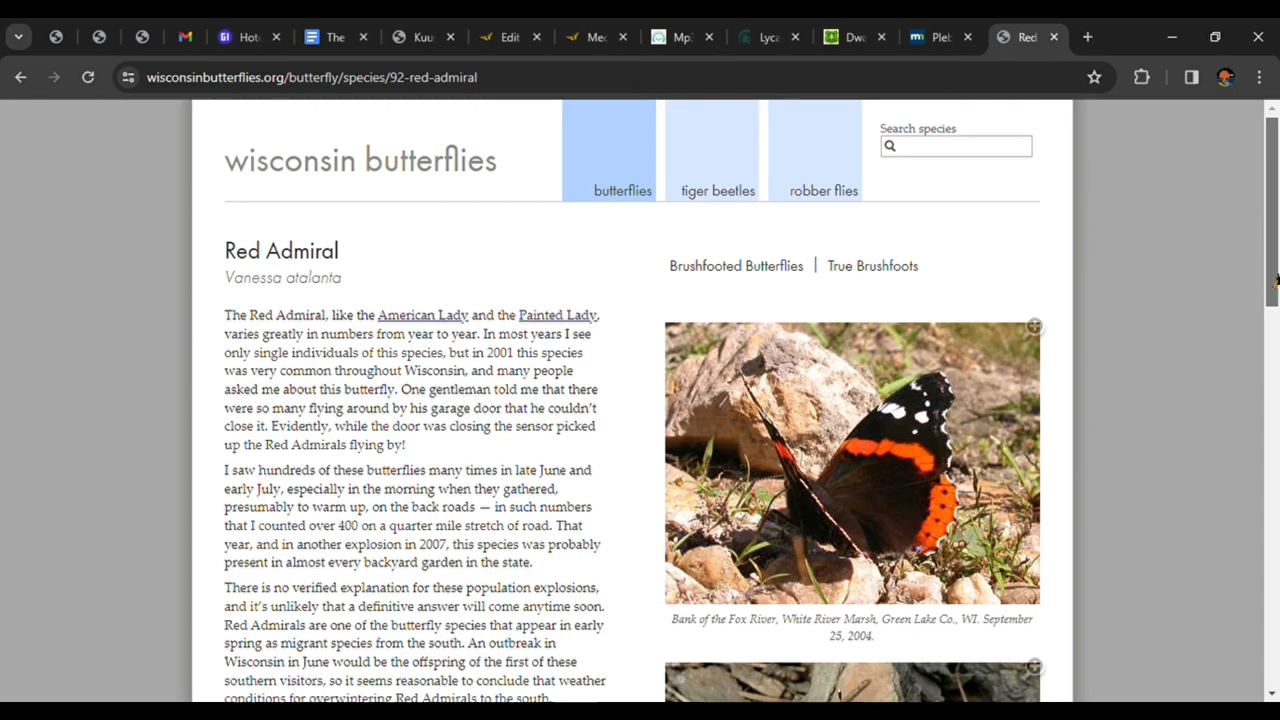 Hot
The
Kuu
Edit
Mec
Mp3
Lyca
Dwa
Plet
Red
wisconsinbutterflies.org/butterfly/species/92-red-admiral
wisconsin butterflies
butterflies
tiger beetles
robber flies
Search species
Red Admiral
Vanessa atalanta
Brushfooted Butterflies | True Brushfoots
The Red Admiral, like the American Lady and the Painted Lady,
varies greatly in numbers from year to year. In most years I see
only single individuals of this species, but in 2001 this species
was very common throughout Wisconsin, and many people
asked me about this butterfly. One gentleman told me that there
were so many flying around by his garage door that he couldn’t
close it. Evidently, while the door was closing the sensor picked
up the Red Admirals flying by!
I saw hundreds of these butterflies many times in late June and
early July, especially in the morning when they gathered,
presumably to warm up, on the back roads — in such numbers
that I counted over 400 on a quarter mile stretch of road. That
year, and in another explosion in 2007, this species was probably
present in almost every backyard garden in the state.
There is no verified explanation for these population explosions,
and it’s unlikely that a definitive answer will come anytime soon.
Red Admirals are one of the butterfly species that appear in early
spring as migrant species from the south. An outbreak in
Wisconsin in June would be the offspring of the first of these
southern visitors, so it seems reasonable to conclude that weather
conditions for overwintering Red Admirals to the south,
Bank of the Fox River, White River Marsh, Green Lake Co., WI. September
25, 2004.